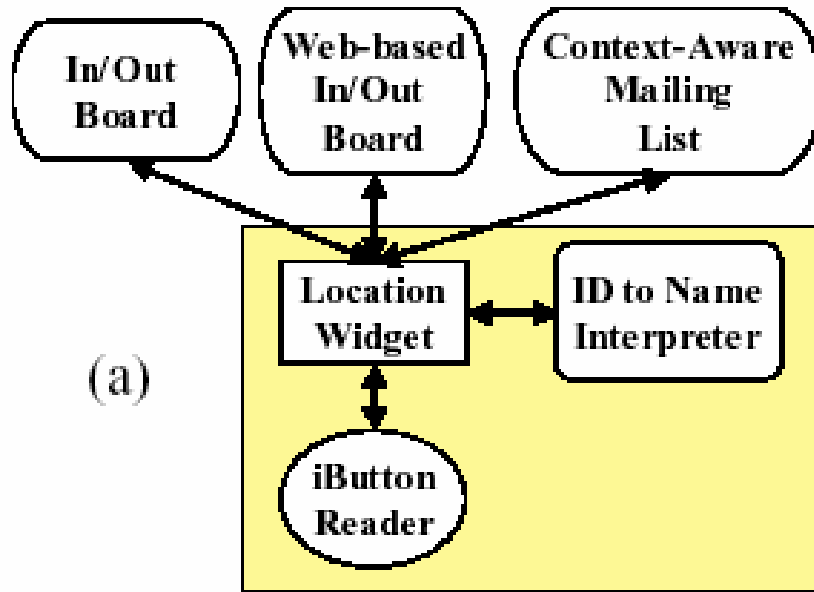 In/Out
Board
Web-based
In/Out
Board
Context-Aware
Mailing
List
Location
Widget
ID to Name
Interpreter
(a)
iButton
Reader